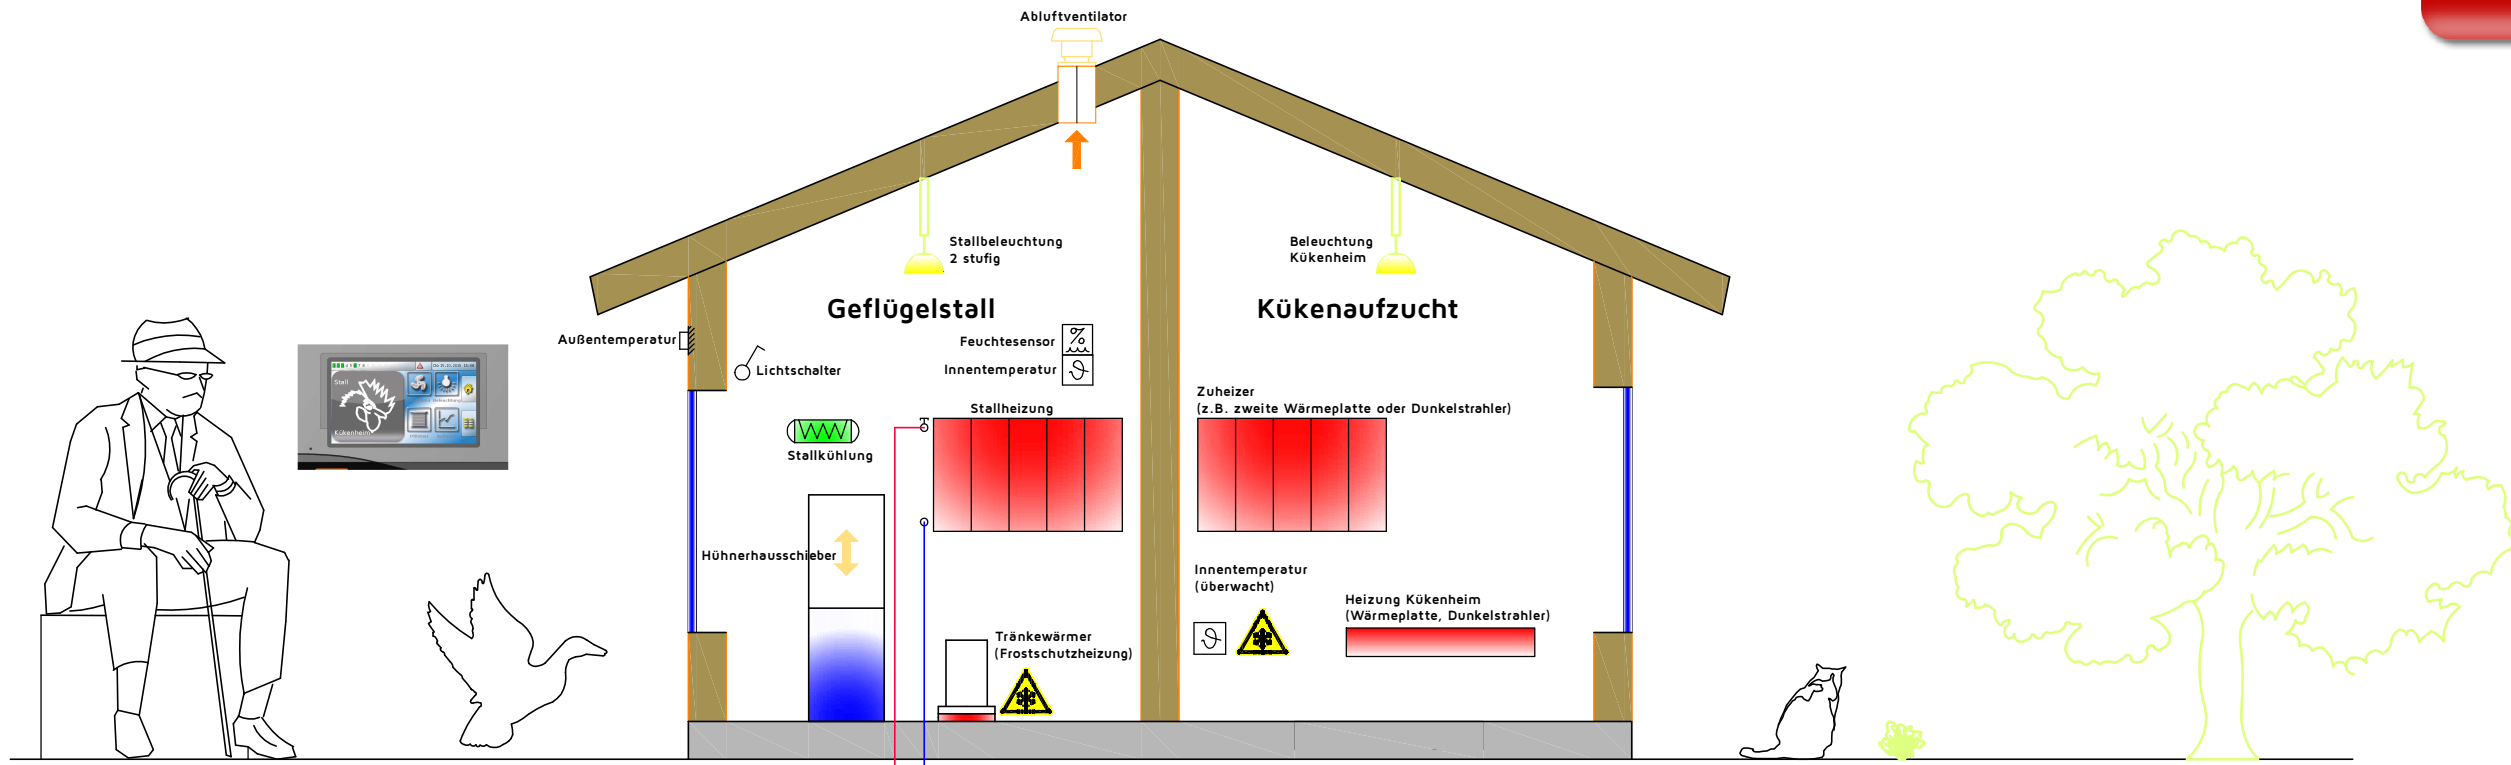 Abluftventilator
Stallbeleuchtung
2 stufig
Beleuchtung
Kükenheim
Geflügelstall
Kükenaufzucht
Außentemperatur
Feuchtesensor
%
Innentemperatur
Lichtschalter
Stall
Kükenheim
Zuheizer
(z.B. zweite Wärmeplatte oder Dunkelstrahler)
Stallheizung
Stallkühlung
Hühnerhausschieber
Innentemperatur
(überwacht)
Heizung Kükenheim
(Wärmeplatte, Dunkelstrahler)
Tränkewärmer
(Frostschutzheizung)